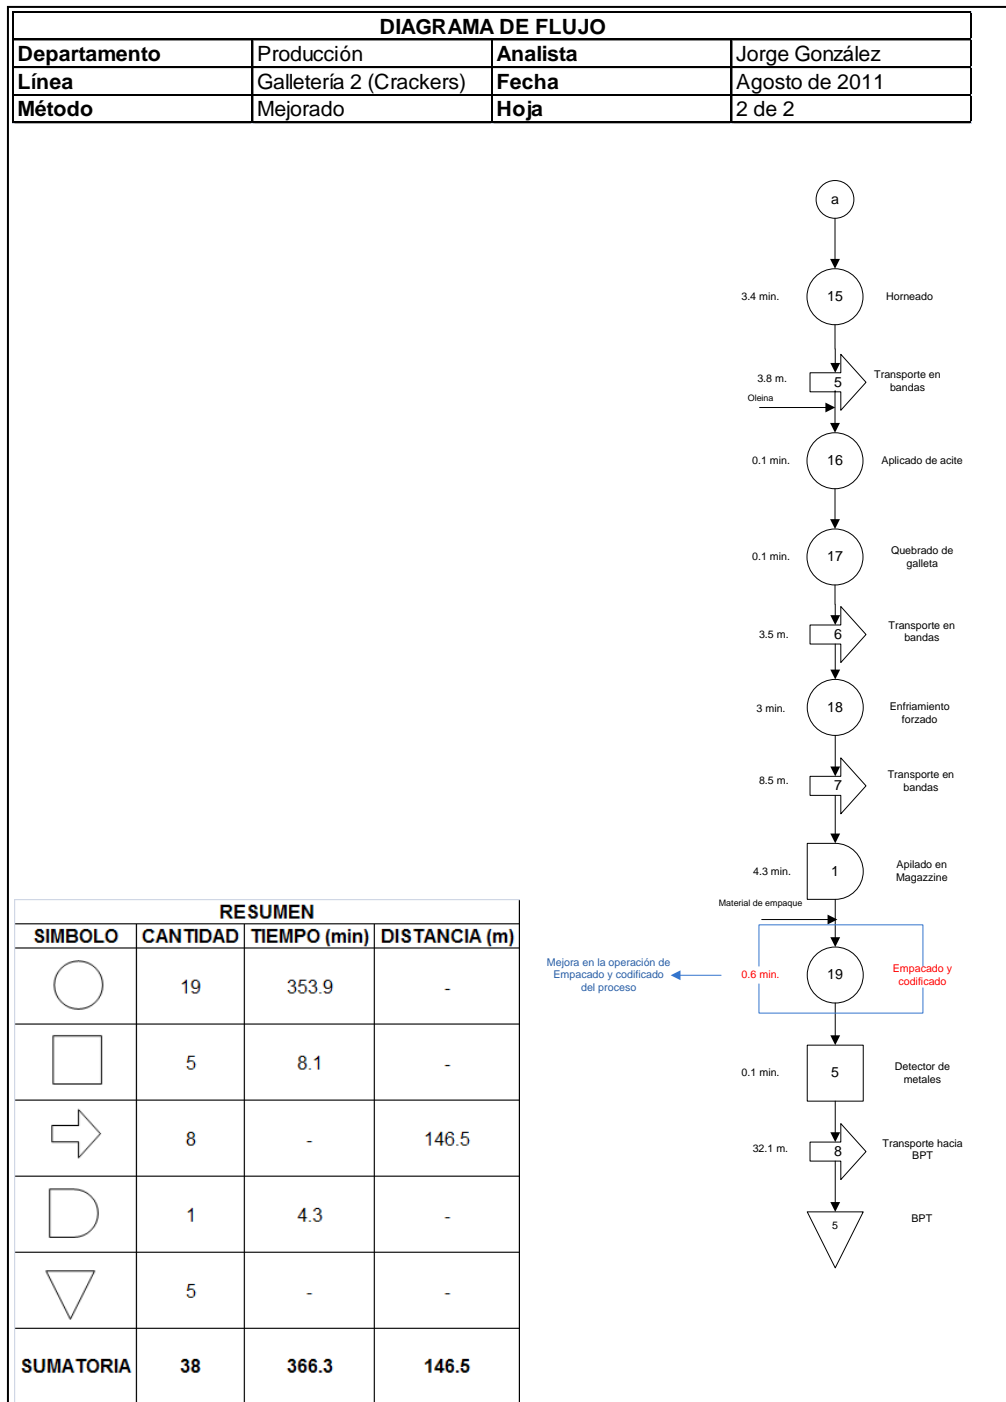 DIAGRAMA DE FLUJO
Departamento Producción Analista Jorge González
Línea Galletería 2 (Crackers) Fecha Agosto de 2011
Método Mejorado Hoja 2 de 2
a
3.4 min. 15 Horneado
3.8 m. 5 Transporte en
bandas
Oleina
0.1 min. 16 Aplicado de acite
0.1 min. 17 Quebrado de
galleta
3.5 m. 6 Transporte en
bandas
3 min. 18 Enfriamiento
forzado
8.5 m. 7 Transporte en
bandas
4.3 min. 1 Apilado en
Magazzine
Material de empaque
Mejora en la operación de
Empacado y codificado
del proceso
0.6 min. 19 Empacado y
codificado
0.1 min. 5 Detector de
metales
32.1 m. 8 Transporte hacia
BPT
5 BPT
RESUMEN
SIMBOLO CANTIDAD TIEMPO (min) DISTANCIA (m)
19 353.9 -
5 8.1 -
8 - 146.5
1 4.3 -
5 - -
SUMATORIA 38 366.3 146.5